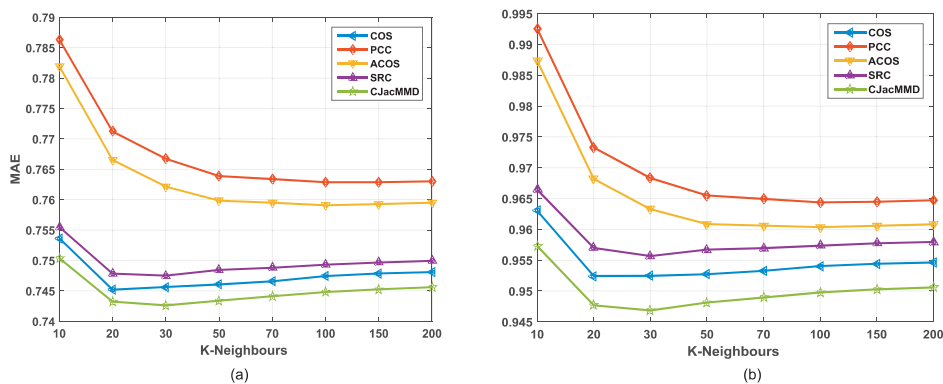 0.79
0.785
0.78
0.775
0.77
0.765
0.76
0.755
0.75
0.745
0.74
MAE
10 20 30 50 70 100 150 200
K-Neighbours
COS
PCC
ACOS
SRC
CJacMMD
(a)
0.995
0.99
0.985
0.98
0.975
0.97
0.965
0.96
0.955
0.95
0.945
10 20 30 50 70 100 150 200
K-Neighbours
COS
PCC
ACOS
SRC
CJacMMD
(b)